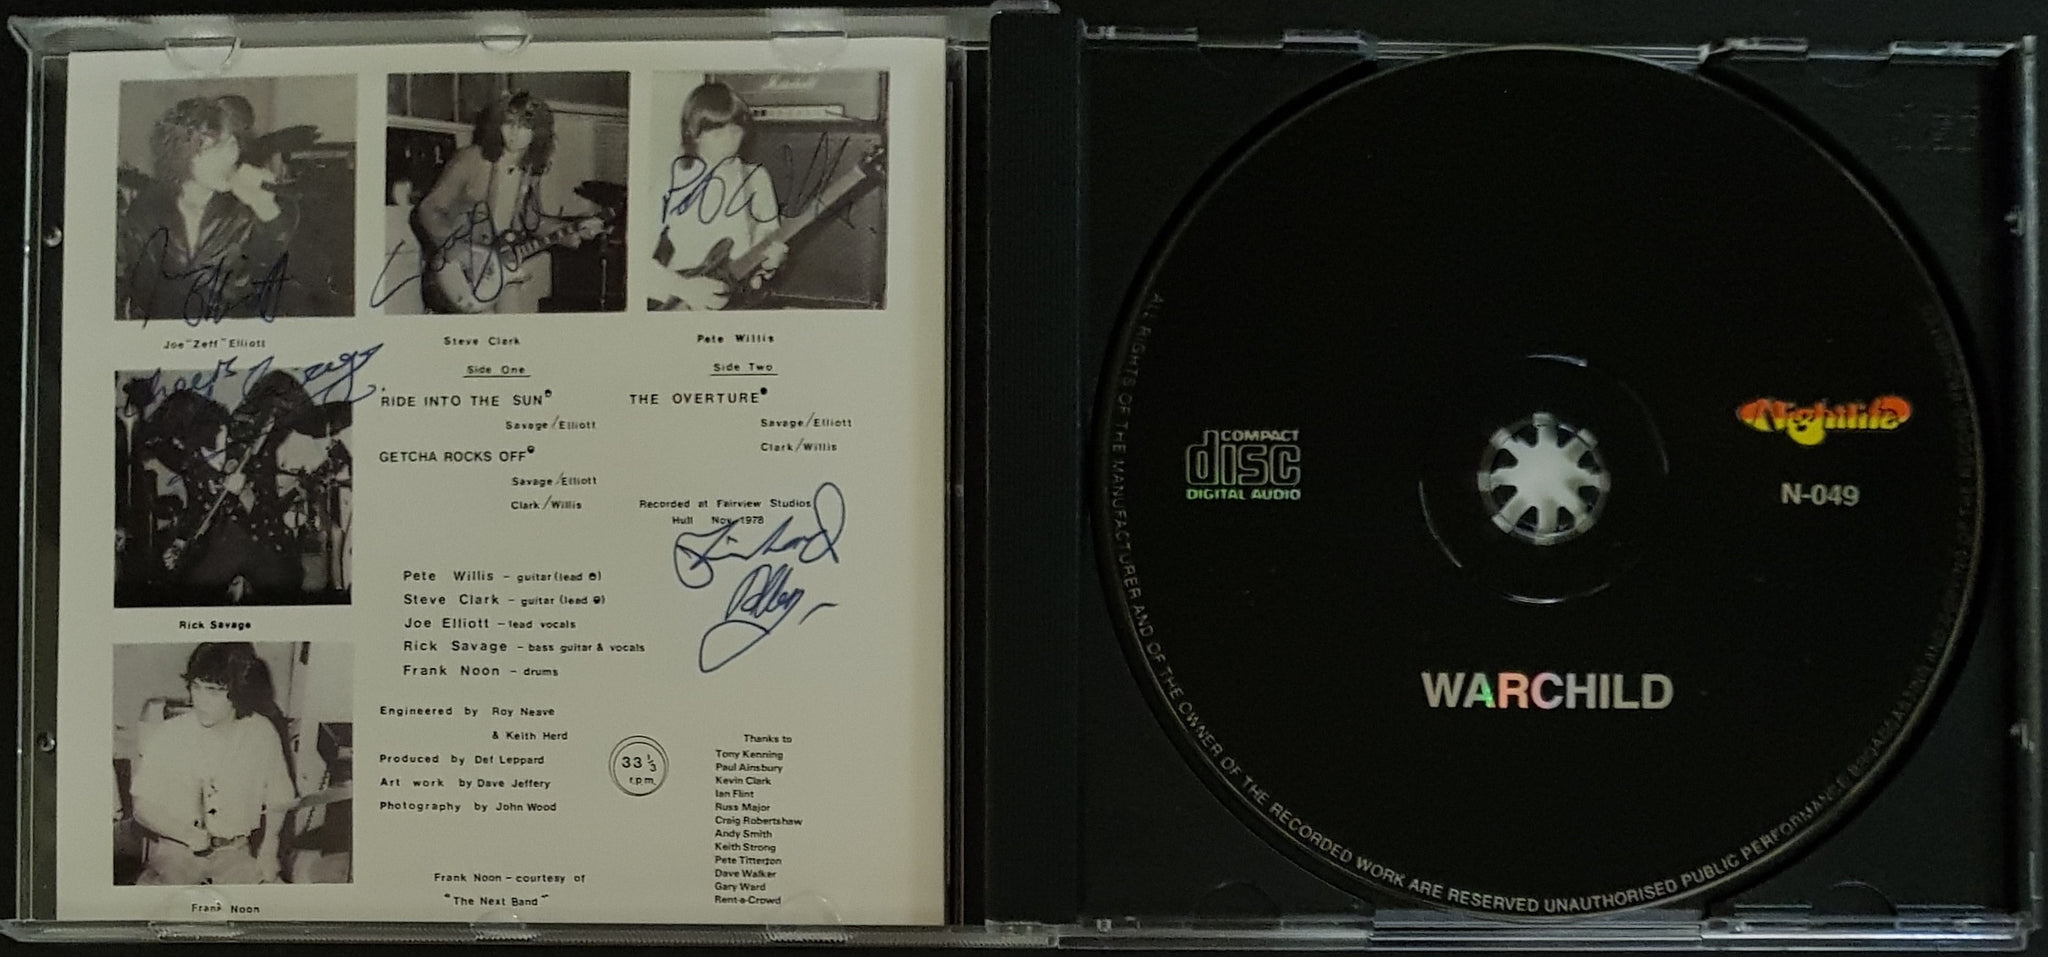 Joe "Zeff" Elliott
Steve Clark
Pete Willis
Side One
Side Two
RIDE INTO THE SUN
Savage/Elliott
GETCHA ROCKS OFF
Savage/Elliott
Clark/Willis
THE OVERTURE
Savage/Elliott
Clark/Willis
Recorded at Fairview Studios
Hull Nov 1978
Richard
Allen
Rick Savage
Pete Willis - guitar (lead)
Steve Clark - guitar (lead)
Joe Elliott - lead vocals
Rick Savage - bass guitar & vocals
Frank Noon - drums
Engineered by Roy Neave
& Keith Herd
Produced by Def Leppard
Art work by Dave Jeffery
Photography by John Wood
33 1/3
r.p.m.
Thanks to
Tony Kenning
Paul Ainsbury
Kevin Clark
Ian Flint
Russ Major
Craig Robertshaw
Andy Smith
Keith Strong
Pete Titterton
Dave Walker
Gary Ward
Rent-a-Crowd
Frank Noon - courtesy of
"The Next Band"
Frank Noon
Pete Willis
COMPACT
disc
DIGITAL AUDIO
Nightlife
N-049
WARCHILD
ALL RIGHTS OF THE MANUFACTURER AND OF THE OWNER OF THE RECORDED WORK ARE RESERVED UNAUTHORISED PUBLIC PERFORMANCE